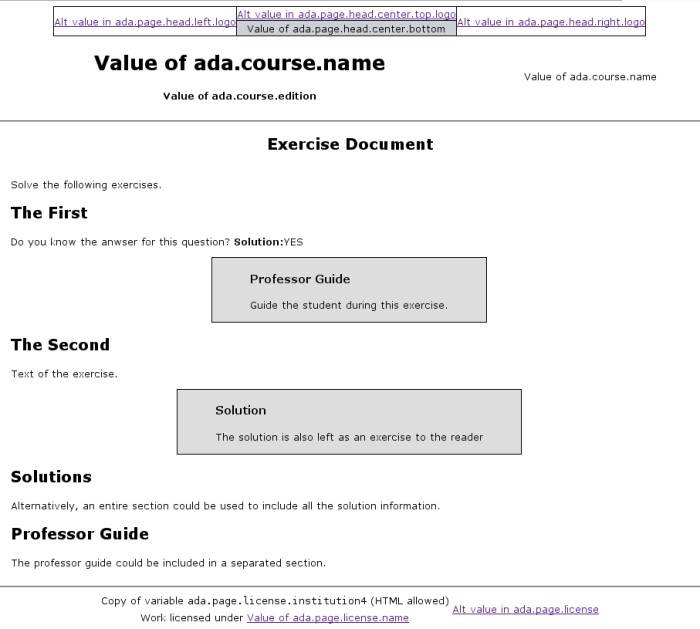 Alt value in ada.page.head.left.logo
Alt value in ada.page.head.center.top.logo
Value of ada.page.head.center.bottom
Alt value in ada.page.head.right.logo
Value of ada.course.name
Value of ada.course.edition
Value of ada.course.name
Exercise Document
Solve the following exercises.
The First
Do you know the anwser for this question? Solution:YES
Professor Guide
Guide the student during this exercise.
The Second
Text of the exercise.
Solution
The solution is also left as an exercise to the reader
Solutions
Alternatively, an entire section could be used to include all the solution information.
Professor Guide
The professor guide could be included in a separated section.
Copy of variable ada.page.license.institution4 (HTML allowed)
Work licensed under Value of ada.page.license.name
Alt value in ada.page.license